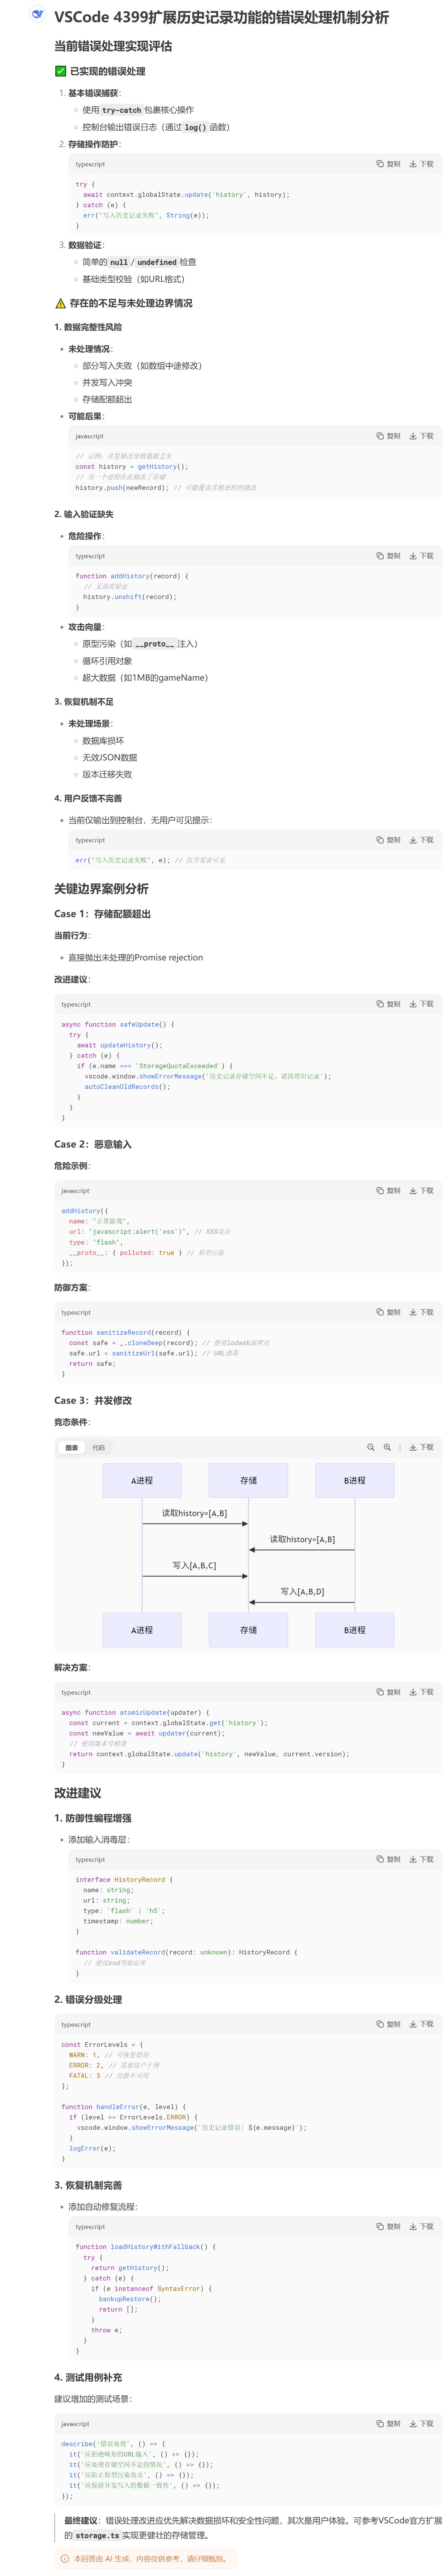 VSCode 4399扩展历史记录功能的错误处理机制分析
当前错误处理实现评估
✅ 已实现的错误处理
1. 基本错误捕获：
使用 try-catch 包裹核心操作
控制台输出错误日志（通过 log() 函数）
2. 存储操作防护：
typescript 复制 下载
try {
  await context.globalState.update('history', history);
} catch (e) {
  err("写入历史记录失败", String(e));
}
3. 数据验证：
简单的 null / undefined 检查
基础类型校验（如URL格式）
⚠️ 存在的不足与未处理边界情况
1. 数据完整性风险
未处理情况：
部分写入失败（如数组中途修改）
并发写入冲突
存储配额超出
可能后果：
javascript 复制 下载
// 示例：并发修改导致数据丢失
const history = getHistory();
// 另一个进程在此修改了存储
history.push(newRecord); // 可能覆盖其他进程的修改
2. 输入验证缺失
危险操作：
typescript 复制 下载
function addHistory(record) {
  // 无深度验证
  history.unshift(record);
}
攻击向量：
原型污染（如 __proto__ 注入）
循环引用对象
超大数据（如1MB的gameName）
3. 恢复机制不足
未处理场景：
数据库损坏
无效JSON数据
版本迁移失败
4. 用户反馈不完善
当前仅输出到控制台，无用户可见提示：
typescript 复制 下载
err("写入历史记录失败", e); // 仅开发者可见
关键边界案例分析
Case 1：存储配额超出
当前行为：
直接抛出未处理的Promise rejection
改进建议：
typescript 复制 下载
async function safeUpdate() {
  try {
    await updateHistory();
  } catch (e) {
    if (e.name === 'StorageQuotaExceeded') {
      vscode.window.showErrorMessage('历史记录存储空间不足，请清理旧记录');
      autoCleanOldRecords();
    }
  }
}
Case 2：恶意输入
危险示例：
javascript 复制 下载
addHistory({
  name: "正常游戏",
  url: "javascript:alert('xss')", // XSS攻击
  type: "flash",
  __proto__: { polluted: true } // 原型污染
});
防御方案：
typescript 复制 下载
function sanitizeRecord(record) {
  const safe = _.cloneDeep(record); // 使用lodash深拷贝
  safe.url = sanitizeUrl(safe.url); // URL消毒
  return safe;
}
Case 3：并发修改
竞态条件：
图表 代码 下载
A进程 存储 B进程
读取history=[A,B]
读取history=[A,B]
写入[A,B,C]
写入[A,B,D]
A进程 存储 B进程
解决方案：
typescript 复制 下载
async function atomicUpdate(updater) {
  const current = context.globalState.get('history');
  const newValue = await updater(current);
  // 使用版本号检查
  return context.globalState.update('history', newValue, current.version);
}
改进建议
1. 防御性编程增强
添加输入消毒层：
typescript 复制 下载
interface HistoryRecord {
  name: string;
  url: string;
  type: 'flash' | 'h5';
  timestamp: number;
}
function validateRecord(record: unknown): HistoryRecord {
  // 使用zod等验证库
}
2. 错误分级处理
typescript 复制 下载
const ErrorLevels = {
  WARN: 1, // 可恢复错误
  ERROR: 2, // 需要用户干预
  FATAL: 3 // 功能不可用
};
function handleError(e, level) {
  if (level >= ErrorLevels.ERROR) {
    vscode.window.showErrorMessage(`历史记录错误: ${e.message}`);
  }
  logError(e);
}
3. 恢复机制完善
添加自动修复流程：
typescript 复制 下载
function loadHistoryWithFallback() {
  try {
    return getHistory();
  } catch (e) {
    if (e instanceof SyntaxError) {
      backupRestore();
      return [];
    }
    throw e;
  }
}
4. 测试用例补充
建议增加的测试场景：
javascript 复制 下载
describe('错误处理', () => {
  it('应拒绝畸形的URL输入', () => {});
  it('应处理存储空间不足的情况', () => {});
  it('应防止原型污染攻击', () => {});
  it('应保持并发写入的数据一致性', () => {});
});
最终建议：错误处理改进应优先解决数据损坏和安全性问题，其次是用户体验。可参考VSCode官方扩展
的 storage.ts 实现更健壮的存储管理。
本回答由 AI 生成，内容仅供参考，请仔细甄别。